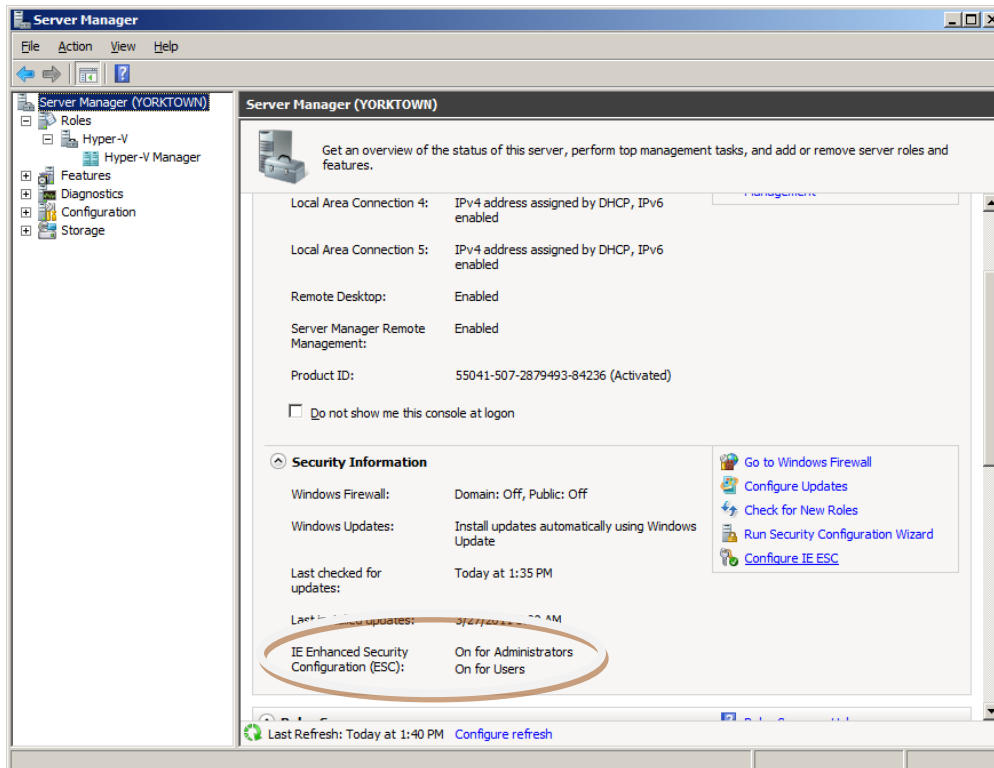 Server Manager
File Action View Help
Server Manager (YORKTOWN)
Roles
Hyper-V
Hyper-V Manager
Features
Diagnostics
Configuration
Storage
Server Manager (YORKTOWN)
Get an overview of the status of this server, perform top management tasks, and add or remove server roles and
features.
Management
Local Area Connection 4: IPv4 address assigned by DHCP, IPv6
enabled
Local Area Connection 5: IPv4 address assigned by DHCP, IPv6
enabled
Remote Desktop: Enabled
Server Manager Remote Enabled
Management:
Product ID: 55041-507-2879493-84236 (Activated)
Do not show me this console at logon
Security Information
Windows Firewall: Domain: Off, Public: Off
Windows Updates: Install updates automatically using Windows
Update
Last checked for Today at 1:35 PM
updates:
updates: AM
IE Enhanced Security On for Administrators
Configuration (ESC): On for Users
Go to Windows Firewall
Configure Updates
Check for New Roles
Run Security Configuration Wizard
Configure IE ESC
Last Refresh: Today at 1:40 PM Configure refresh